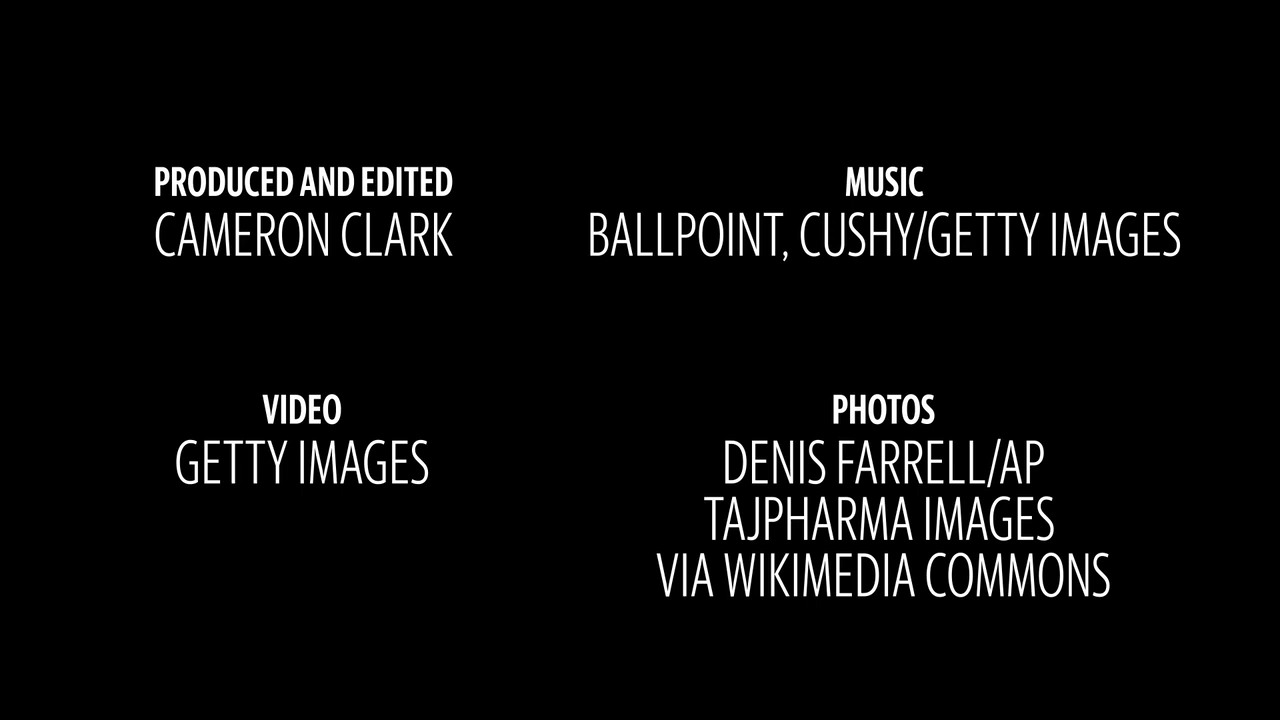 PRODUCED AND EDITED
CAMERON CLARK
MUSIC
BALLPOINT, CUSHY/GETTY IMAGES
VIDEO
GETTY IMAGES
PHOTOS
DENIS FARRELL/AP
TAJPHARMA IMAGES
VIA WIKIMEDIA COMMONS